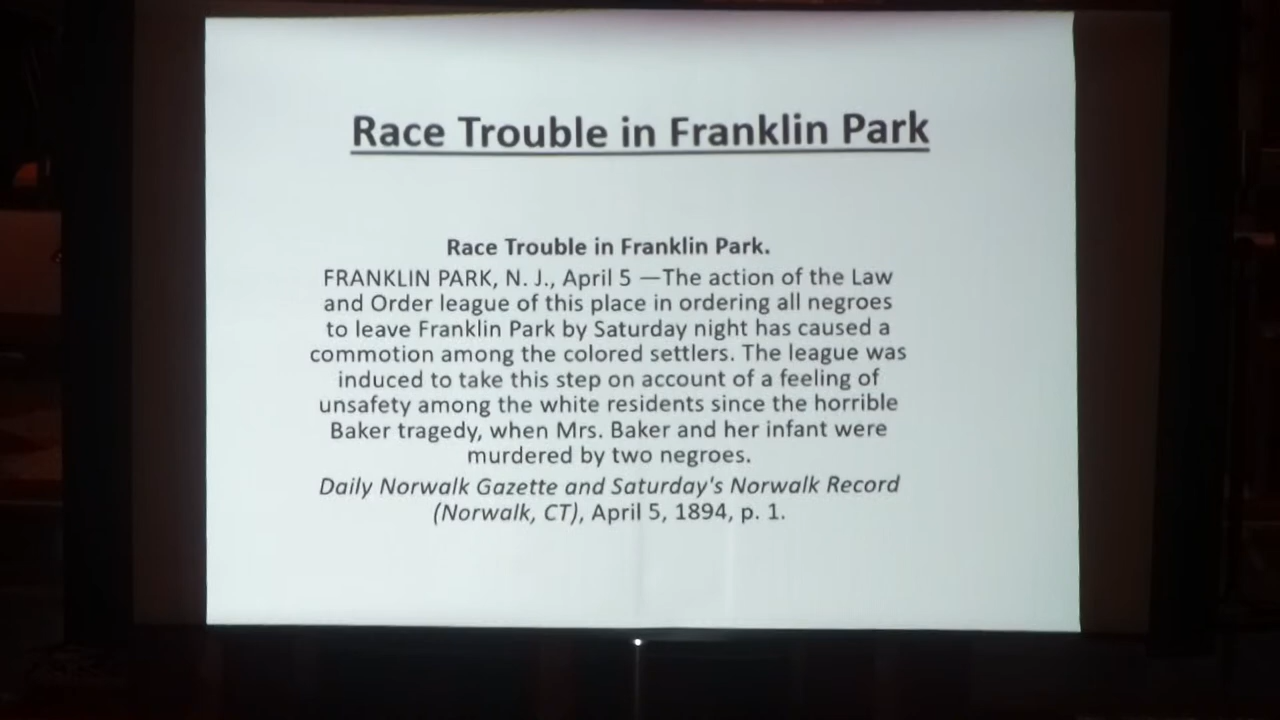 Race Trouble in Franklin Park
Race Trouble in Franklin Park.
FRANKLIN PARK, N. J., April 5 —The action of the Law
and Order league of this place in ordering all negroes
to leave Franklin Park by Saturday night has caused a
commotion among the colored settlers. The league was
induced to take this step on account of a feeling of
unsafety among the white residents since the horrible
Baker tragedy, when Mrs. Baker and her infant were
murdered by two negroes.
Daily Norwalk Gazette and Saturday's Norwalk Record
(Norwalk, CT), April 5, 1894, p. 1.